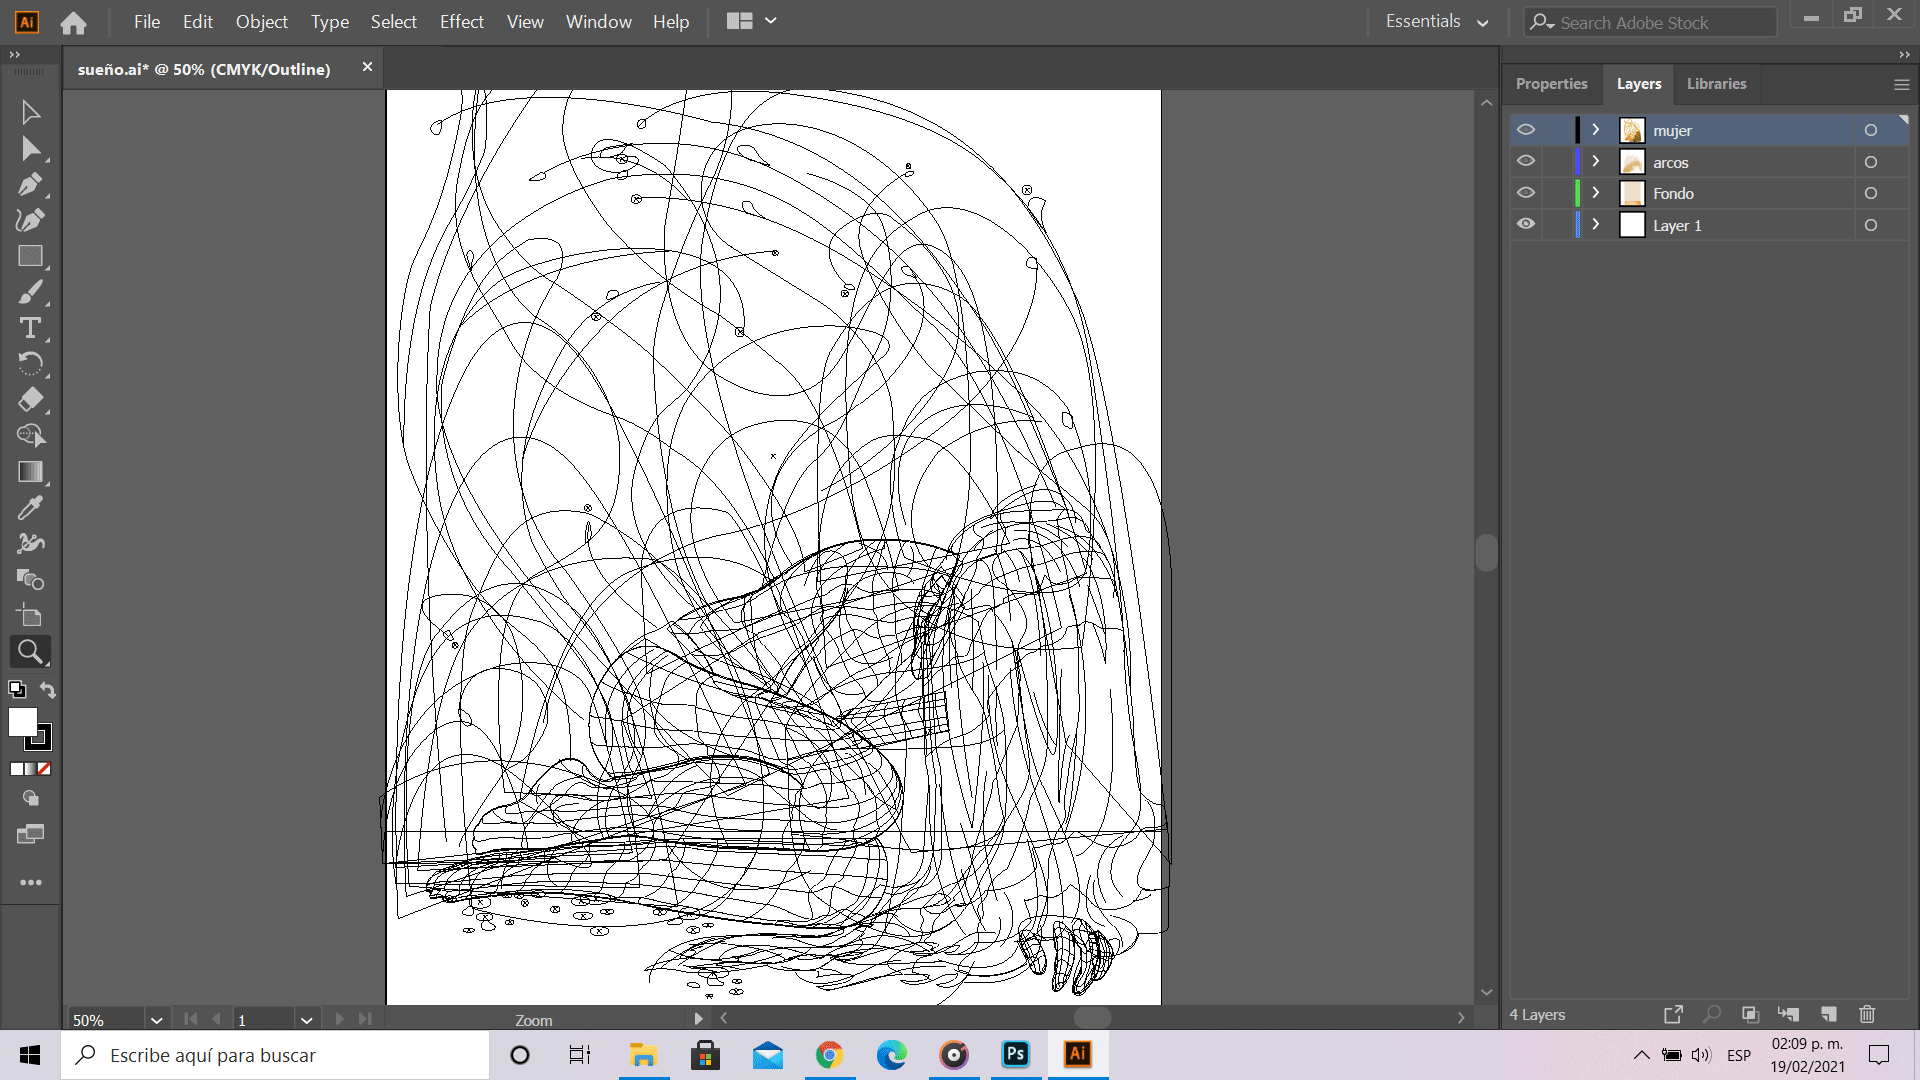 Ai File Edit Object Type Select Effect View Window Help Essentials Search Adobe Stock
sueño.ai* @ 50% (CMYK/Outline)
Properties Layers Libraries
mujer
arcos
Fondo
Layer 1
T
50% 1 Zoom
4 Layers
Escribe aquí para buscar
Ps Ai
ESP
02:09 p. m.
19/02/2021